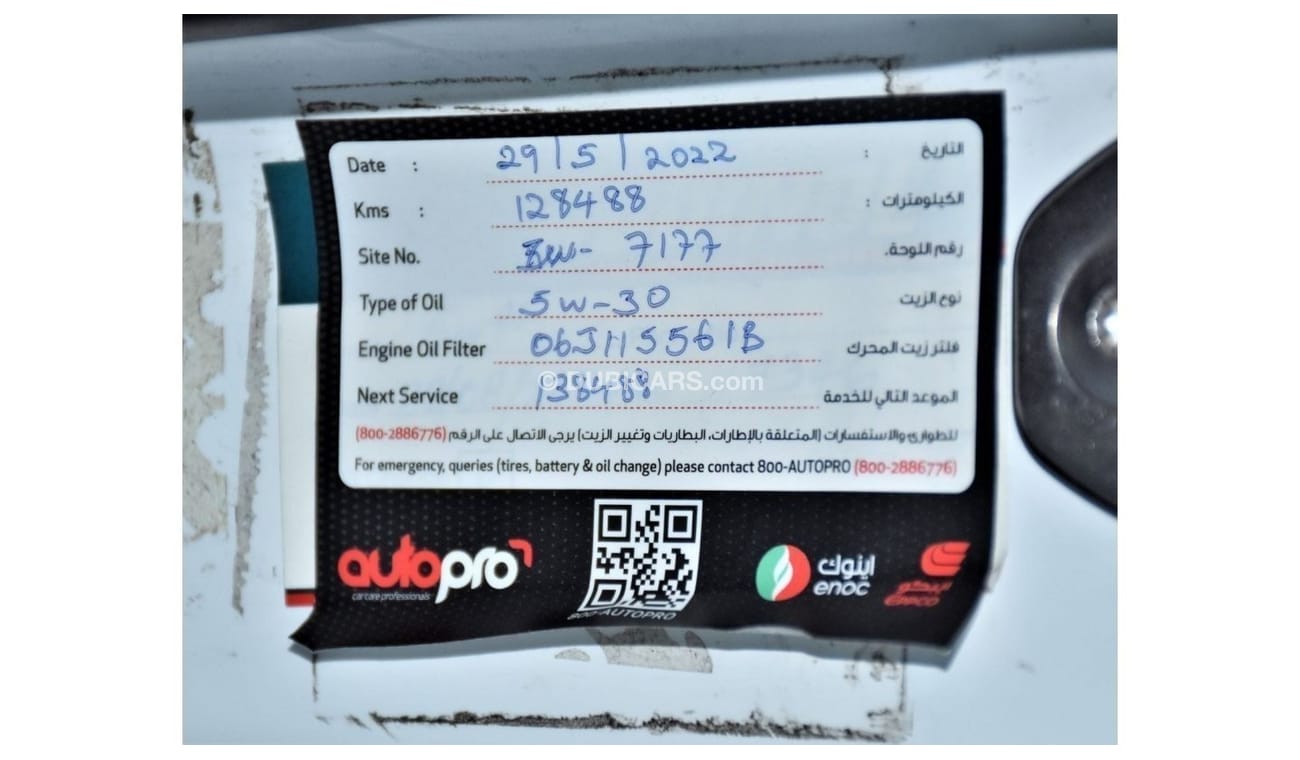 Date : 29/5/2022 : التاريخ
Kms : 128488 : الكيلومترات
Site No. 7177 رقم اللوحة.
Type of Oil 5W-30 نوع الزيت
Engine Oil Filter 06J115561B فلتر زيت المحرك
Next Service 138488 الموعد التالي للخدمة
© DUBICARS.com
للطوارئ والاستفسارات (المتعلقة بالإطارات، البطاريات وتغيير الزيت) يرجى الاتصال على الرقم (800-2886776)
For emergency, queries (tires, battery & oil change) please contact 800-AUTOPRO (800-2886776)
autopro
car care professionals
800-AUTOPRO
اينوك
enoc
ايبكو
EPPCO